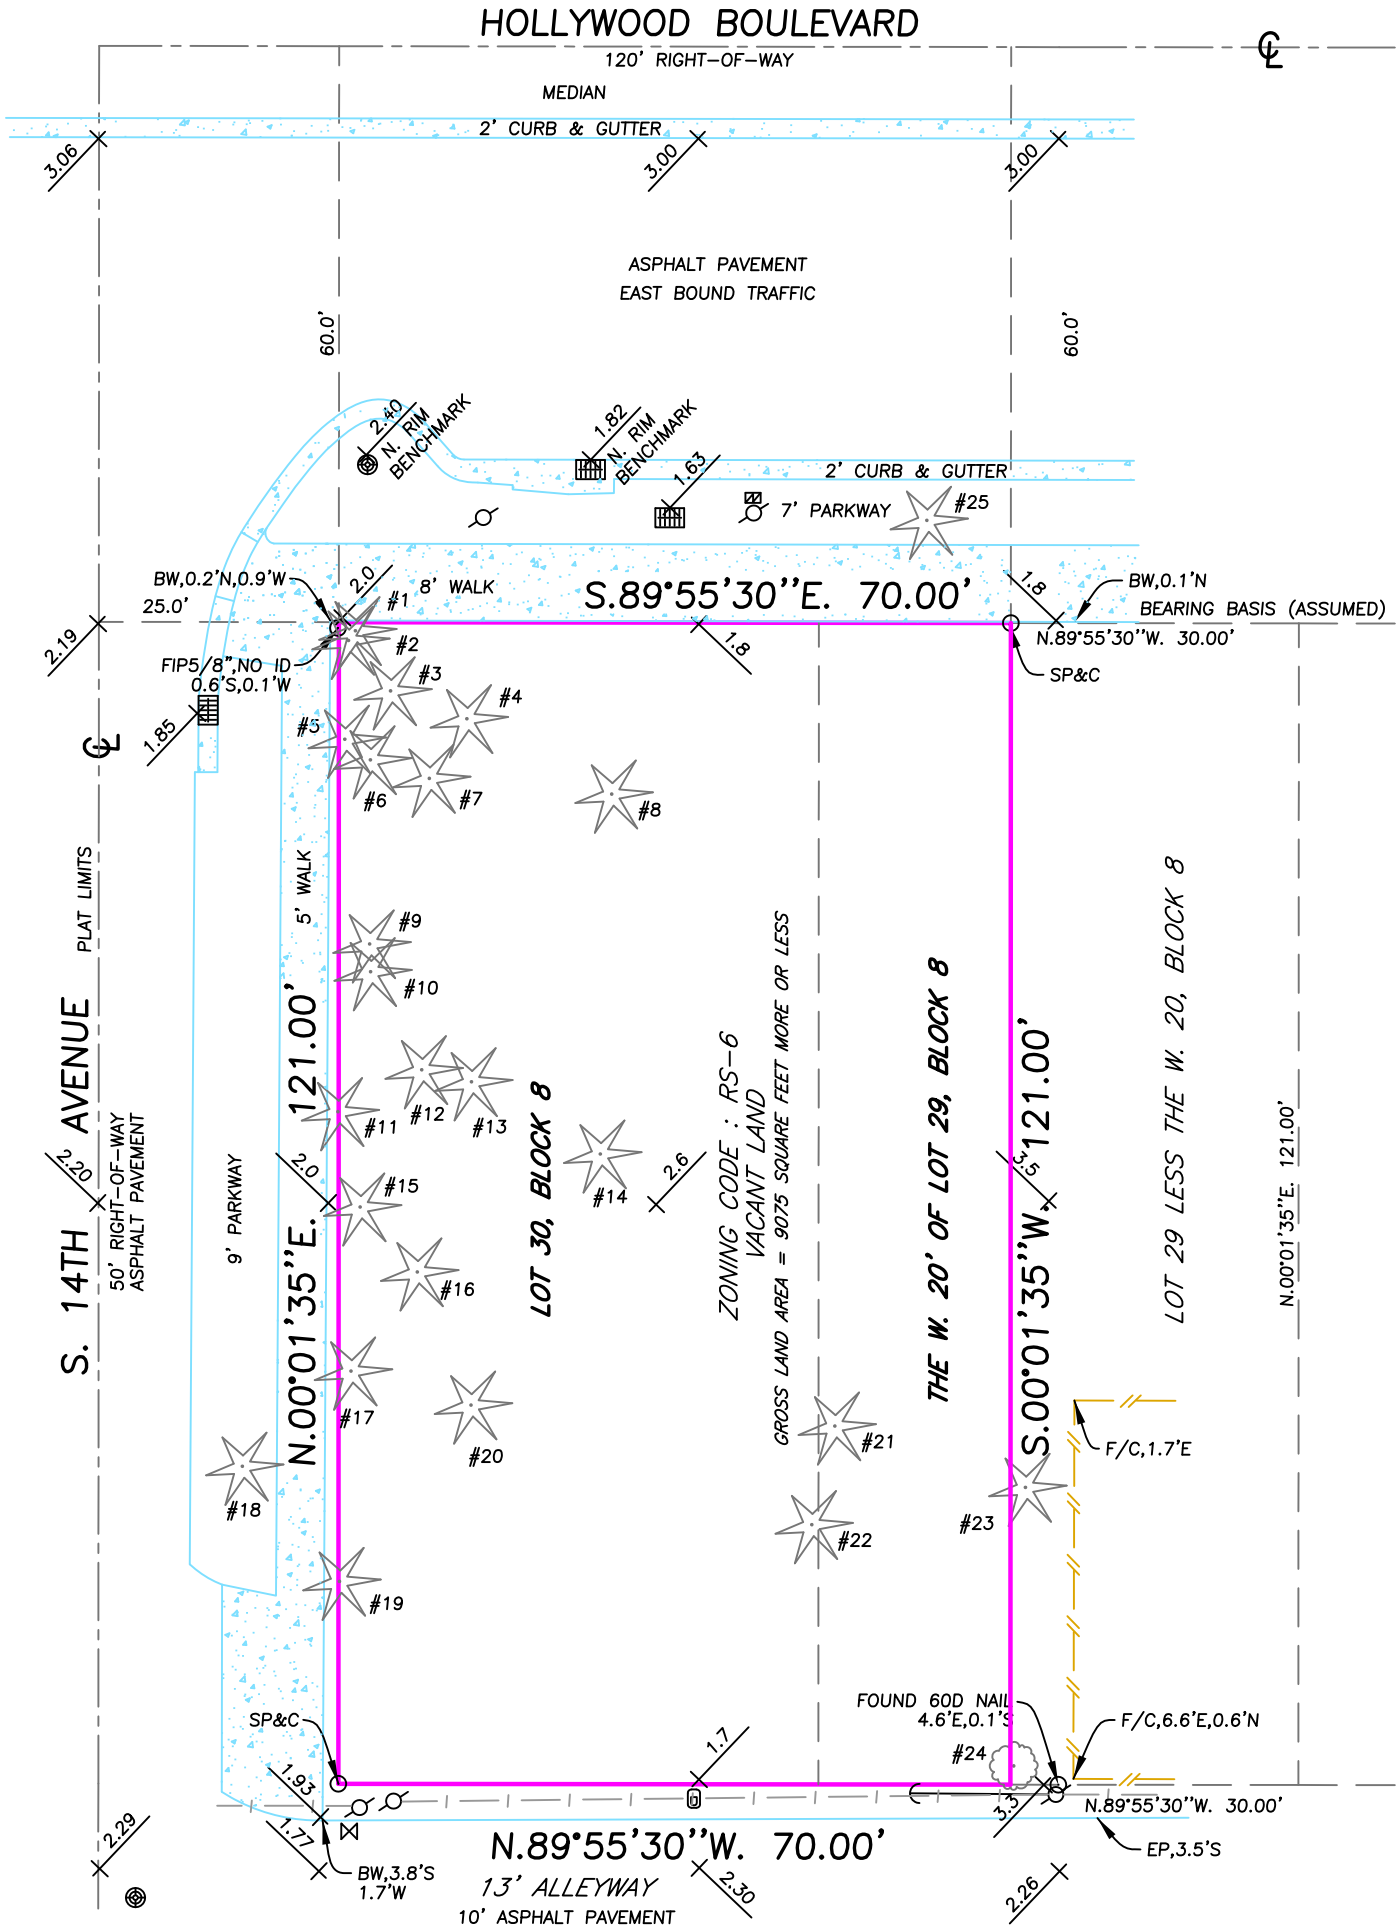 HOLLYWOOD BOULEVARD
120' RIGHT-OF-WAY
℄
MEDIAN
2' CURB & GUTTER
3.06
3.00
3.00
ASPHALT PAVEMENT
EAST BOUND TRAFFIC
60.0'
60.0'
2.40
N. RIM
BENCHMARK
1.82
N. RIM
BENCHMARK
1.63
2' CURB & GUTTER
7' PARKWAY
#25
BW,0.2'N,0.9'W
2.0
#1
8' WALK
S.89°55'30"E. 70.00'
1.8
BW,0.1'N
25.0'
BEARING BASIS (ASSUMED)
2.19
#2
1.8
N.89°55'30"W. 30.00'
FIP5/8",NO ID
0.6'S,0.1'W
SP&C
#3
#4
#5
1.85
℄
#6
#7
#8
PLAT LIMITS
5' WALK
#9
#10
#11
#12
#13
#14
S. 14TH AVENUE
50' RIGHT-OF-WAY
ASPHALT PAVEMENT
9' PARKWAY
N.00°01'35"E. 121.00'
LOT 30, BLOCK 8
ZONING CODE : RS-6
VACANT LAND
GROSS LAND AREA = 9075 SQUARE FEET MORE OR LESS
THE W. 20' OF LOT 29, BLOCK 8
S.00°01'35"W. 121.00'
LOT 29 LESS THE W. 20, BLOCK 8
N.00°01'35"E. 121.00'
2.20
2.0
2.6
3.5
#15
#16
#17
#18
#19
#20
#21
#22
#23
F/C,1.7'E
SP&C
FOUND 60D NAIL
4.6'E,0.1'S
F/C,6.6'E,0.6'N
#24
1.7
1.93
3.3
N.89°55'30"W. 30.00'
2.29
1.77
N.89°55'30"W. 70.00'
EP,3.5'S
BW,3.8'S
1.7'W
13' ALLEYWAY
2.30
2.26
10' ASPHALT PAVEMENT